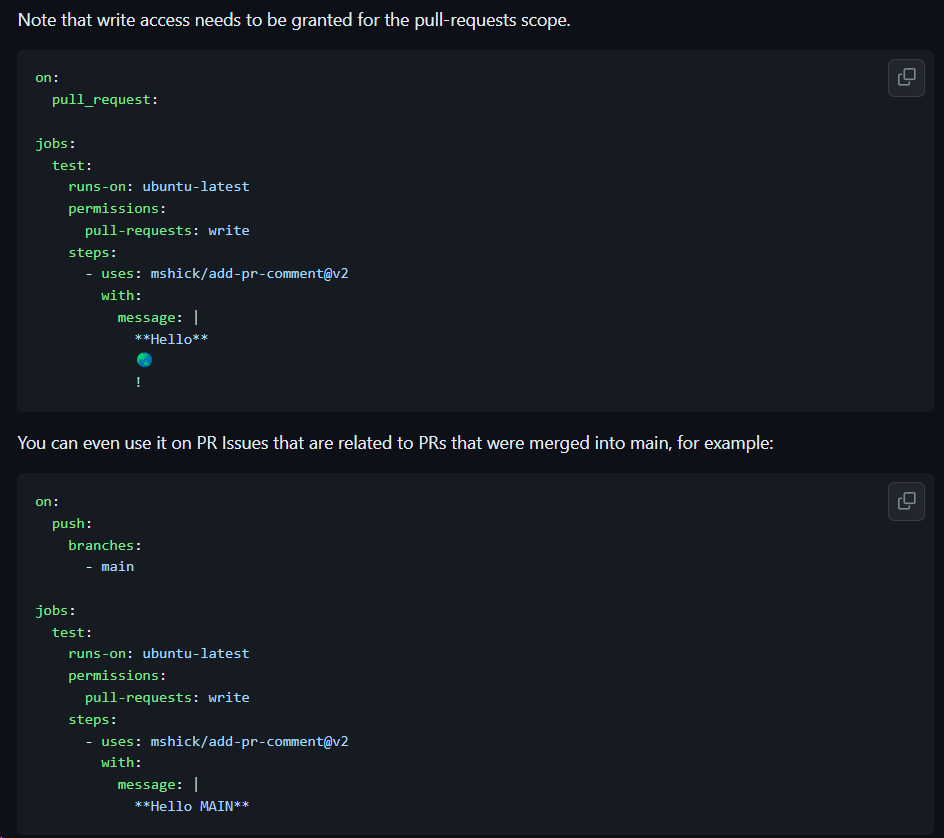 Note that write access needs to be granted for the pull-requests scope.
on:
  pull_request:
jobs:
  test:
    runs-on: ubuntu-latest
    permissions:
      pull-requests: write
    steps:
      - uses: mshick/add-pr-comment@v2
        with:
          message: |
            **Hello**
            🌏
            !
You can even use it on PR Issues that are related to PRs that were merged into main, for example:
on:
  push:
    branches:
      - main
jobs:
  test:
    runs-on: ubuntu-latest
    permissions:
      pull-requests: write
    steps:
      - uses: mshick/add-pr-comment@v2
        with:
          message: |
            **Hello MAIN**